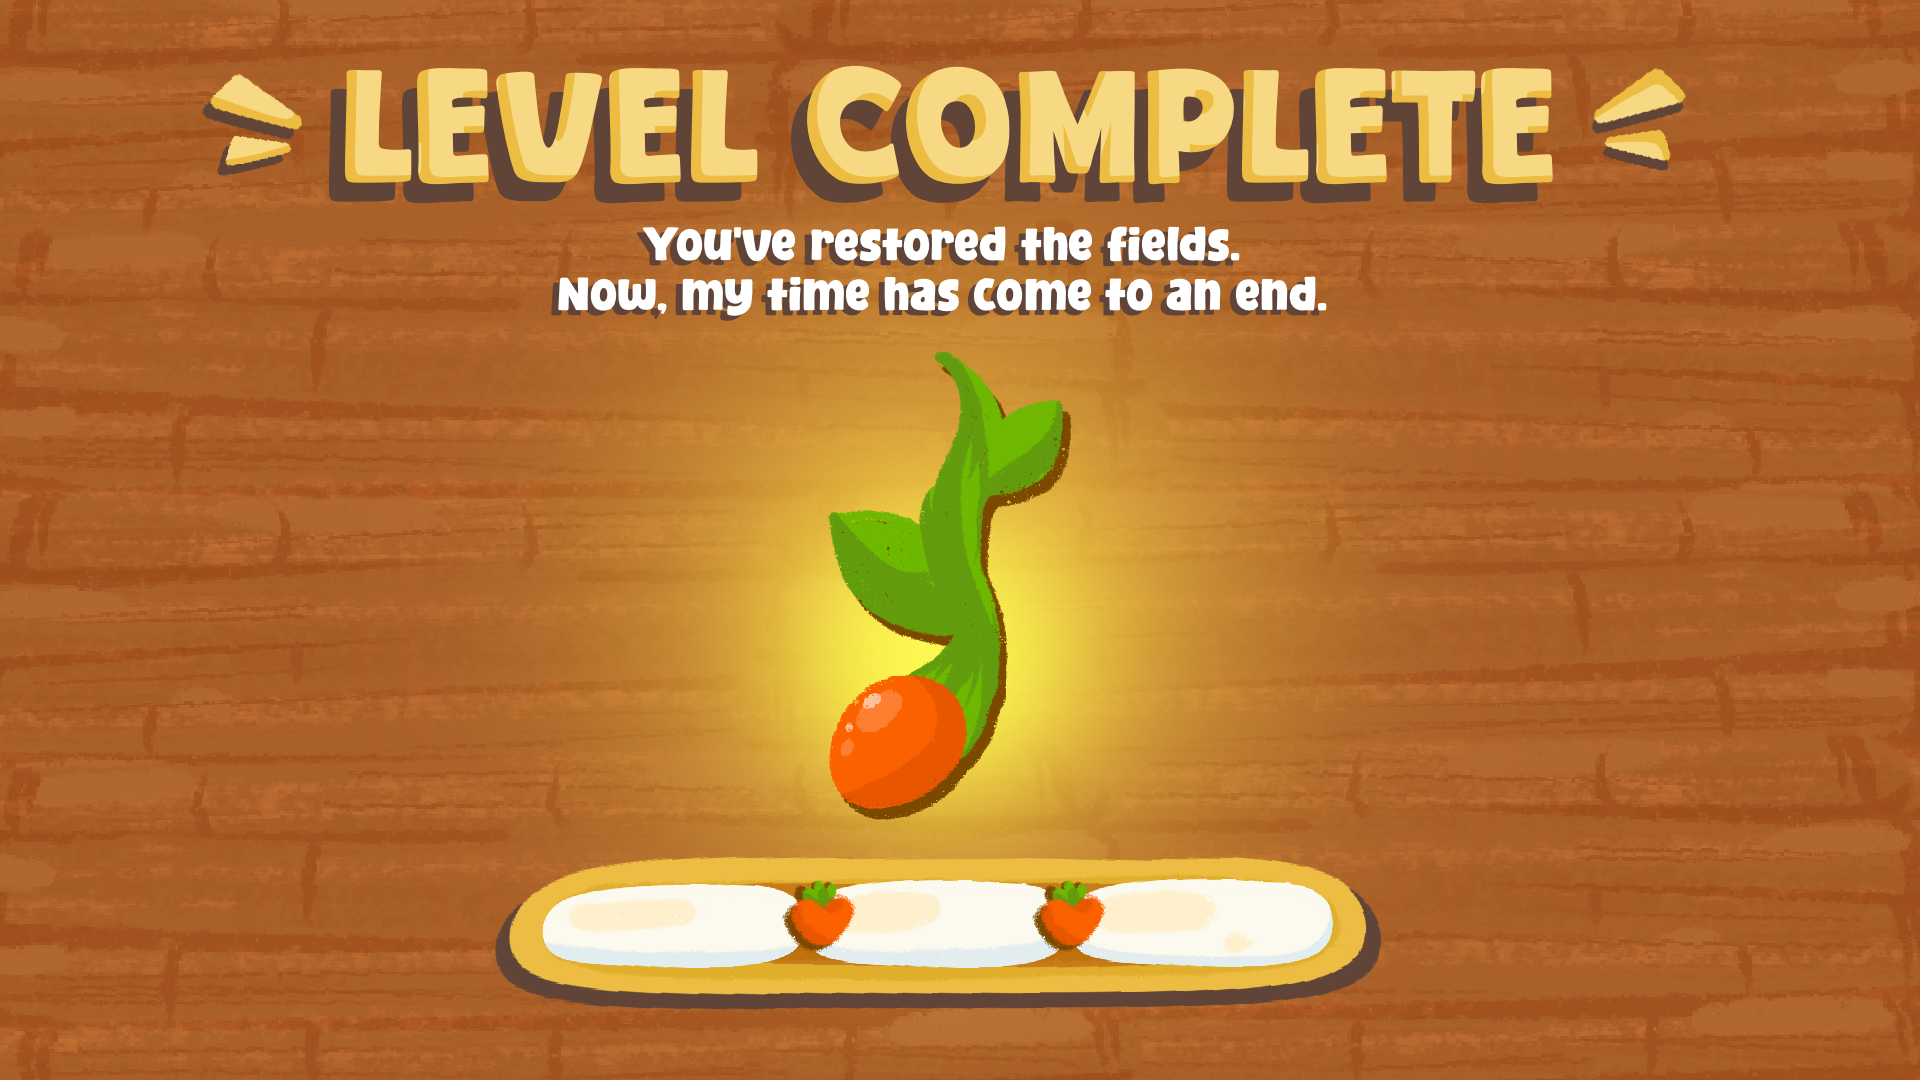 LEVEL COMPLETE
You've restored the fields.
Now, my time has come to an end.